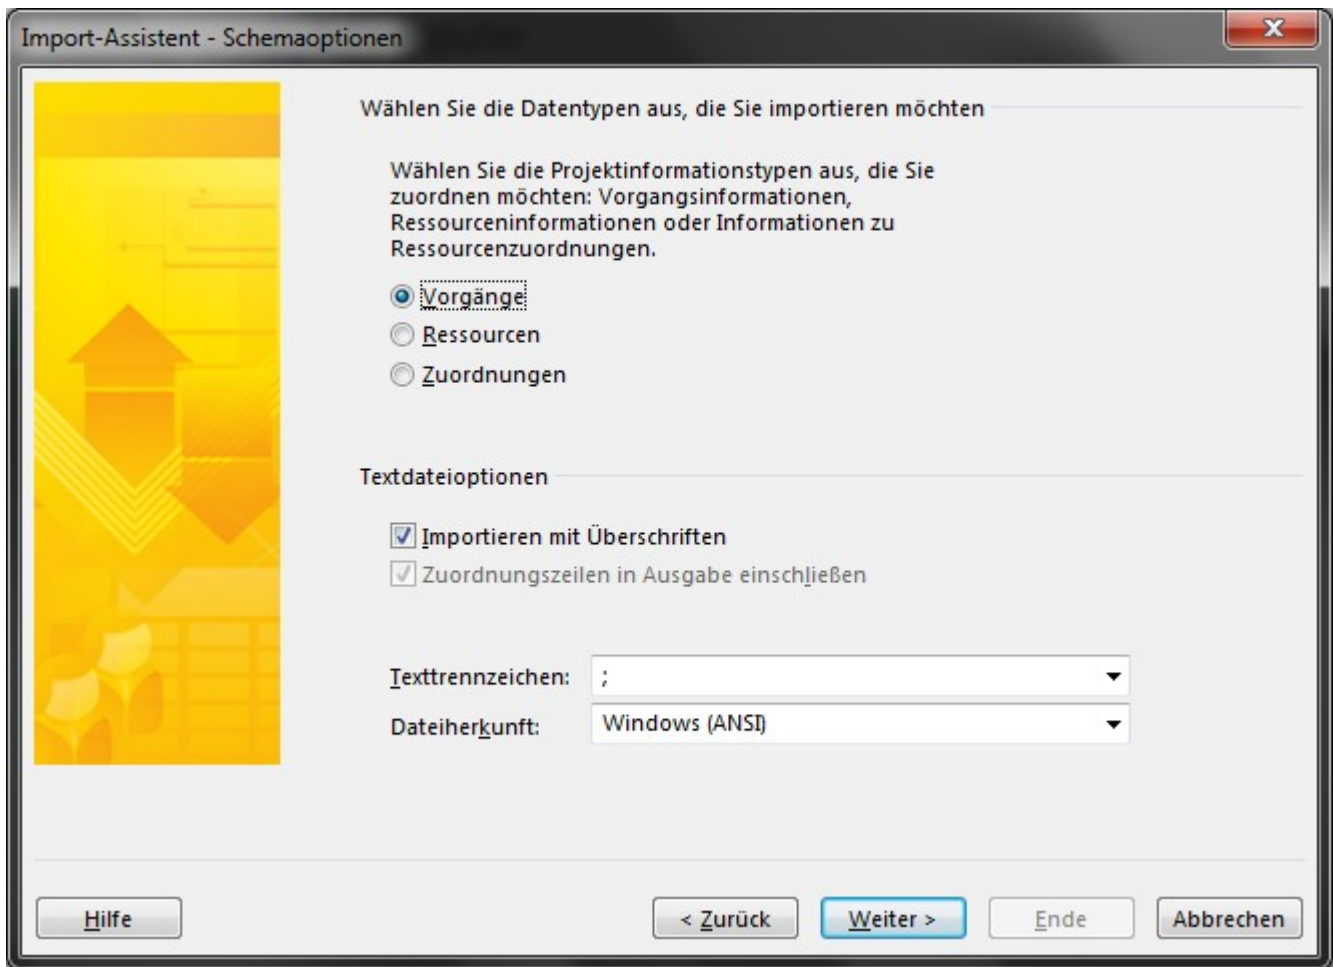 Import-Assistent - Schemaoptionen
Wählen Sie die Datentypen aus, die Sie importieren möchten
Wählen Sie die Projektinformationstypen aus, die Sie
zuordnen möchten: Vorgangsinformationen,
Ressourceninformationen oder Informationen zu
Ressourcenzuordnungen.
Vorgänge
Ressourcen
Zuordnungen
Textdateioptionen
Importieren mit Überschriften
Zuordnungszeilen in Ausgabe einschließen
Texttrennzeichen: ;
Dateiherkunft: Windows (ANSI)
Hilfe < Zurück Weiter > Ende Abbrechen